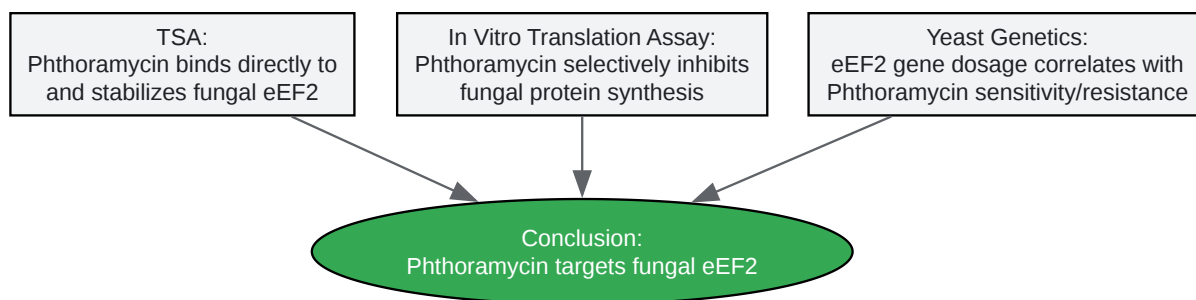 TSA:
Phthoramycin binds directly to
and stabilizes fungal eEF2
In Vitro Translation Assay:
Phthoramycin selectively inhibits
fungal protein synthesis
Yeast Genetics:
eEF2 gene dosage correlates with
Phthoramycin sensitivity/resistance
Conclusion:
Phthoramycin targets fungal eEF2